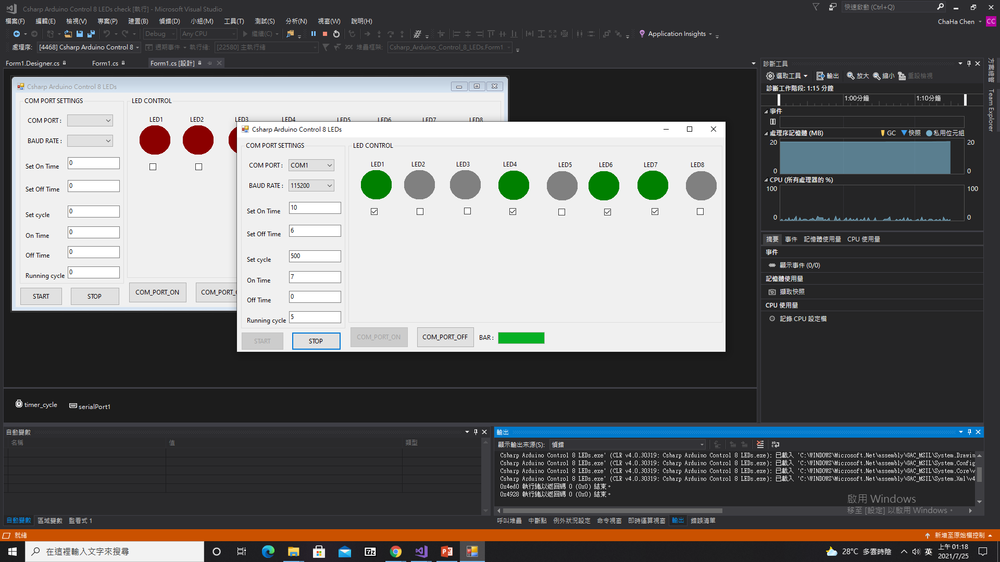 Csharp Arduino Control 8 LEDs check [執行] - Microsoft Visual Studio
快速啟動 (Ctrl+Q)
檔案(F) 編輯(E) 檢視(V) 專案(P) 建置(B) 偵錯(D) 小組(M) 工具(T) 測試(S) 分析(N) 視窗(W) 說明(H)
ChaHa Chen CC
Debug Any CPU 繼續(C) Application Insights
處理序: [4468] Csharp Arduino Control 8 週期事件 執行緒: [22580] 主執行緒 堆疊框架: Csharp_Arduino_Control_8_LEDs.Form1
Form1.Designer.cs Form1.cs Form1.cs [設計]
Csharp Arduino Control 8 LEDs
COM PORT SETTINGS
LED CONTROL
COM PORT :
BAUD RATE :
Set On Time 0
Set Off Time 0
Set cycle 0
On Time 0
Off Time 0
Running cycle 0
LED1 LED2 LED3 LED4 LED5 LED6 LED7 LED8
START STOP COM_PORT_ON COM_PORT_
Csharp Arduino Control 8 LEDs
COM PORT SETTINGS
LED CONTROL
COM PORT : COM1
BAUD RATE : 115200
Set On Time 10
Set Off Time 6
Set cycle 500
On Time 7
Off Time 0
Running cycle 5
LED1 LED2 LED3 LED4 LED5 LED6 LED7 LED8
START STOP COM_PORT_ON COM_PORT_OFF BAR :
timer_cycle serialPort1
診斷工具
選取工具 輸出 放大 縮小 重設檢視
診斷工作階段: 1:15 分鐘
1:00分鐘 1:10分鐘
事件
處理序記憶體 (MB) GC 快照 私用位元組
20 20
0 0
CPU (所有處理器的 %)
100 100
0 0
摘要 事件 記憶體使用量 CPU 使用量
事件
顯示事件 (0/0)
記憶體使用量
擷取快照
CPU 使用量
記錄 CPU 設定檔
方案總管
Team Explorer
自動變數
名稱 值 類型
自動變數 區域變數 監看式 1
輸出
顯示輸出來源(S): 偵錯
Csharp Arduino Control 8 LEDs.exe' (CLR v4.0.30319: Csharp Arduino Control 8 LEDs.exe): 已載入 'C:\WINDOWS\Microsoft.Net\assembly\GAC_MSIL\System.Drawin
Csharp Arduino Control 8 LEDs.exe' (CLR v4.0.30319: Csharp Arduino Control 8 LEDs.exe): 已載入 'C:\WINDOWS\Microsoft.Net\assembly\GAC_MSIL\System.Config
Csharp Arduino Control 8 LEDs.exe' (CLR v4.0.30319: Csharp Arduino Control 8 LEDs.exe): 已載入 'C:\WINDOWS\Microsoft.Net\assembly\GAC_MSIL\System.Core\v
Csharp Arduino Control 8 LEDs.exe' (CLR v4.0.30319: Csharp Arduino Control 8 LEDs.exe): 已載入 'C:\WINDOWS\Microsoft.Net\assembly\GAC_MSIL\System.Xml\v4
0x4ed0 執行緒以返回碼 0 (0x0) 結束。
0x4928 執行緒以返回碼 0 (0x0) 結束。
啟用 Windows
移至 [設定] 以啟用 Windows。
呼叫堆疊 中斷點 例外狀況設定 命令視窗 即時運算視窗 輸出 錯誤清單
就緒
新增至原始檔控制
在這裡輸入文字來搜尋
7z
28°C 多雲時陰
英
上午 01:18
2021/7/25